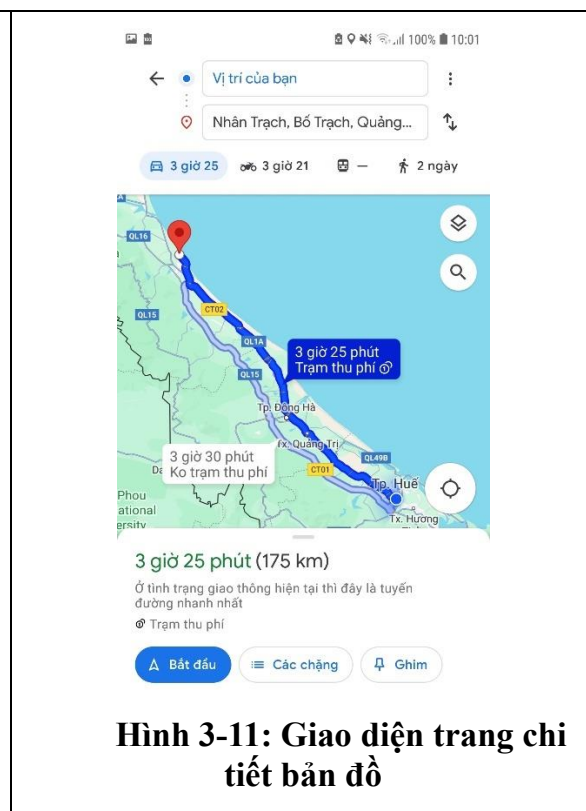 100% 10:01
Vị trí của bạn
Nhân Trạch, Bố Trạch, Quảng...
3 giờ 25 3 giờ 21 — 2 ngày
QL16
QL15
CT02
QL1A
3 giờ 25 phút
Trạm thu phí
QL15
Tp. Đông Hà
Tx. Quảng Trị
3 giờ 30 phút
Ko trạm thu phí
QL49B
CT01
Tp. Huế
Phou
ational
ersity
Tx. Hương
3 giờ 25 phút (175 km)
Ở tình trạng giao thông hiện tại thì đây là tuyến
đường nhanh nhất
Trạm thu phí
Bắt đầu Các chặng Ghim
Hình 3-11: Giao diện trang chi
tiết bản đồ